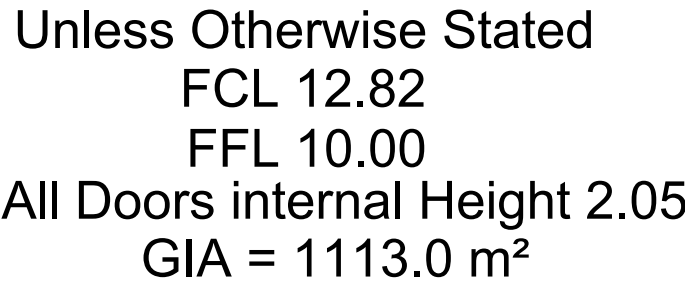 Unless Otherwise Stated
FCL 12.82
FFL 10.00
All Doors internal Height 2.05
GIA = 1113.0 m²